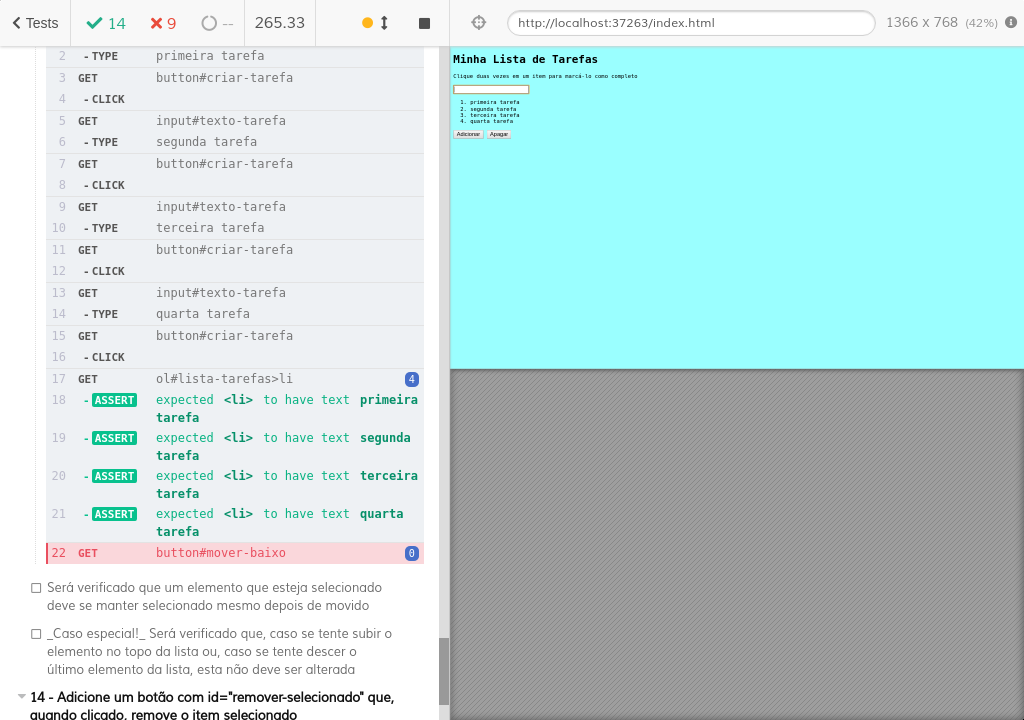 Tests 14 9 -- 265.33 http://localhost:37263/index.html 1366 x 768 (42%)
2 - TYPE primeira tarefa
3 GET button#criar-tarefa
4 - CLICK
5 GET input#texto-tarefa
6 - TYPE segunda tarefa
7 GET button#criar-tarefa
8 - CLICK
9 GET input#texto-tarefa
10 - TYPE terceira tarefa
11 GET button#criar-tarefa
12 - CLICK
13 GET input#texto-tarefa
14 - TYPE quarta tarefa
15 GET button#criar-tarefa
16 - CLICK
17 GET ol#lista-tarefas>li 4
18 - ASSERT expected <li> to have text primeira
tarefa
19 - ASSERT expected <li> to have text segunda
tarefa
20 - ASSERT expected <li> to have text terceira
tarefa
21 - ASSERT expected <li> to have text quarta
tarefa
22 GET button#mover-baixo 0
Será verificado que um elemento que esteja selecionado
deve se manter selecionado mesmo depois de movido
_Caso especial!_ Será verificado que, caso se tente subir o
elemento no topo da lista ou, caso se tente descer o
último elemento da lista, esta não deve ser alterada
14 - Adicione um botão com id="remover-selecionado" que,
quando clicado, remove o item selecionado
Minha Lista de Tarefas
Clique duas vezes em um item para marcá-lo como completo
1. primeira tarefa
2. segunda tarefa
3. terceira tarefa
4. quarta tarefa
Adicionar Apagar